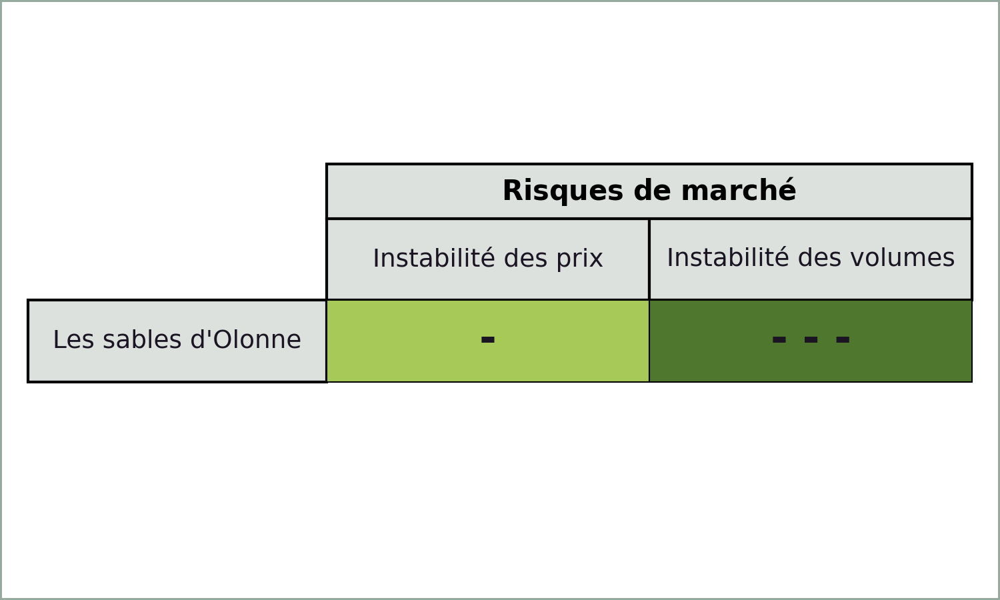 Risques de marché
Instabilité des prix
Instabilité des volumes
Les sables d'Olonne
-
- - -